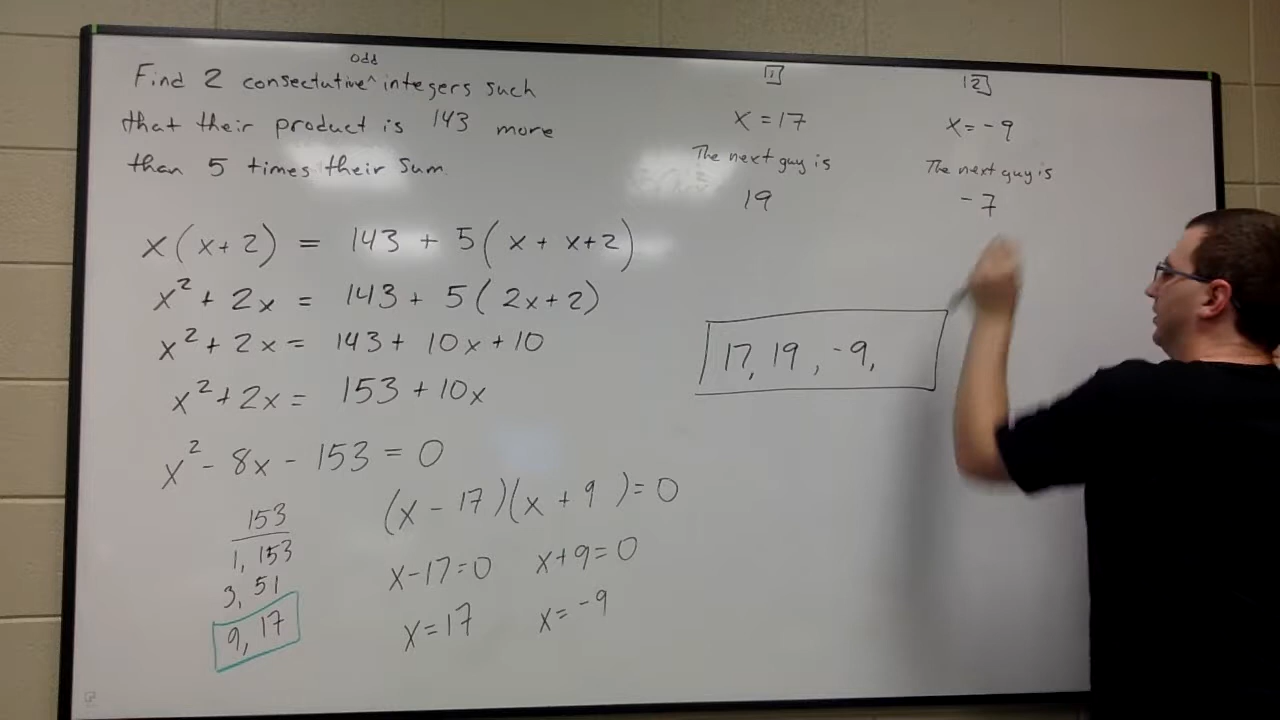 Find 2 consectutive^odd integers such
that their product is 143 more
than 5 times their sum.
x(x+2) = 143 + 5(x + x+2)
x² + 2x = 143 + 5(2x+2)
x² + 2x = 143 + 10x + 10
x² + 2x = 153 + 10x
x² - 8x - 153 = 0
153
1, 153
3, 51
9, 17
(x - 17)(x + 9) = 0
x-17=0 x+9=0
x=17 x=-9
1
x=17
The next guy is
19
2
x=-9
The next guy is
-7
17, 19, -9,